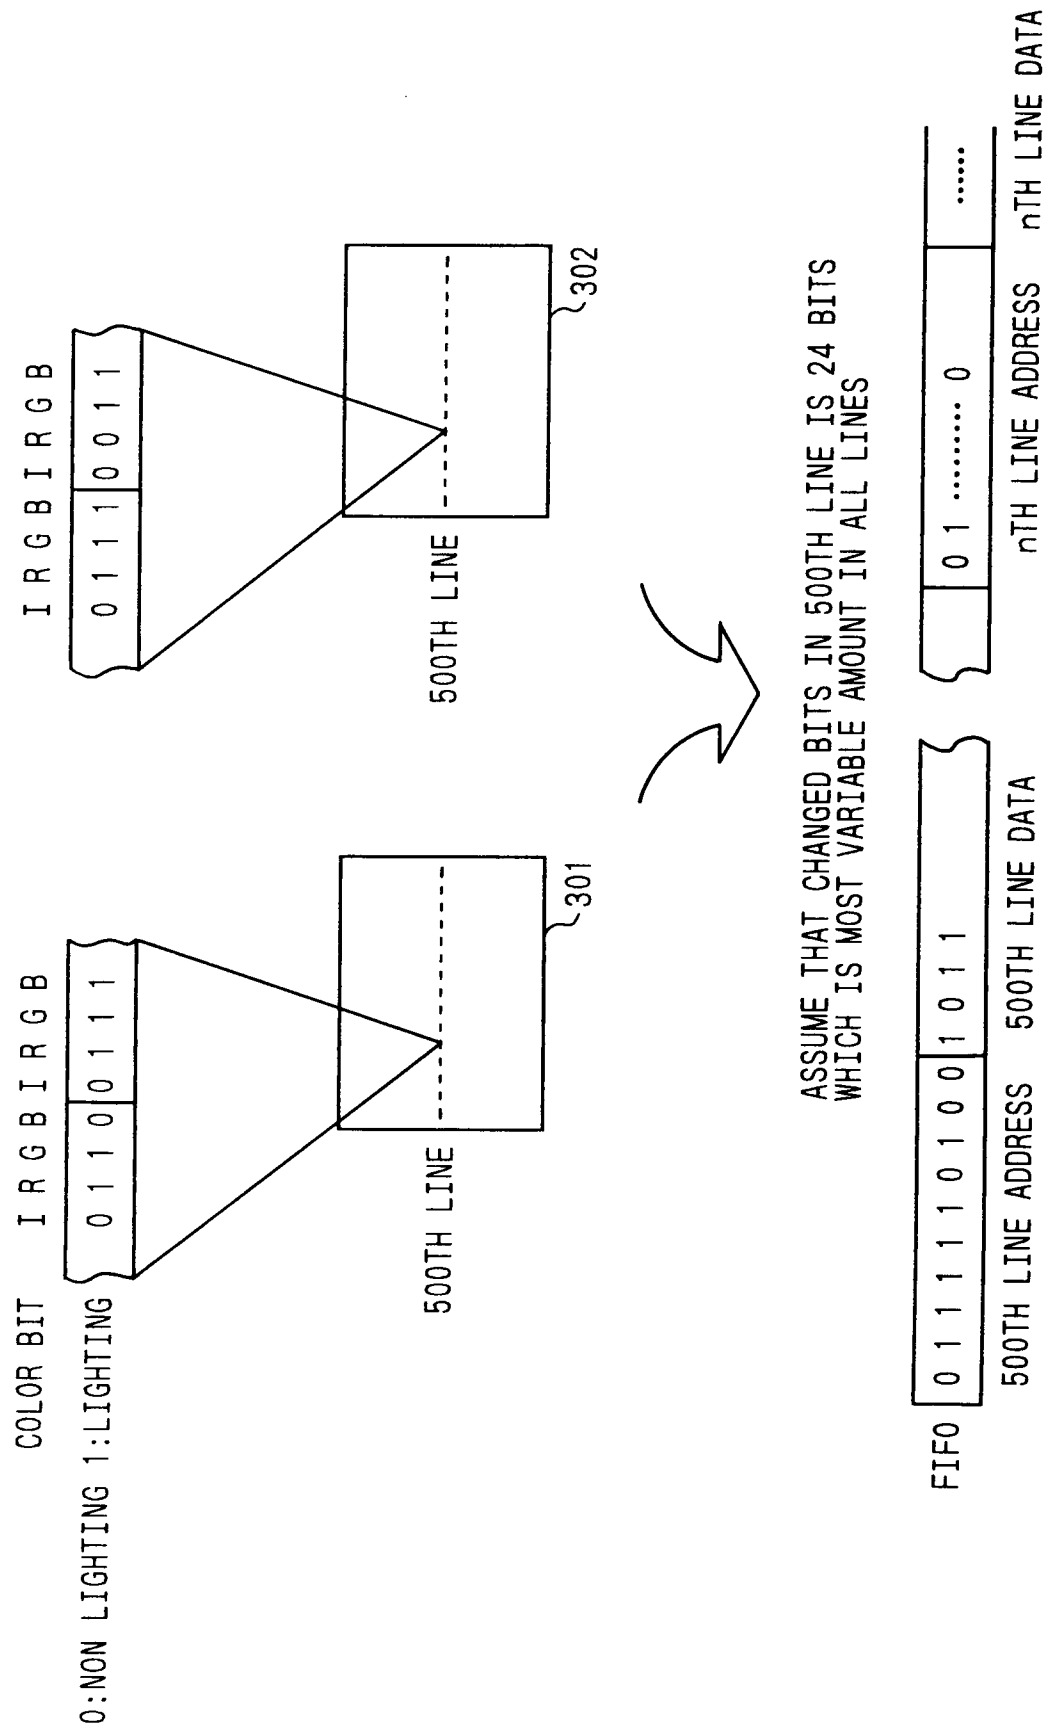 COLOR BIT
I R G B I R G B
I R G B I R G B
0:NON LIGHTING 1:LIGHTING
0 1 1 0 0 1 1 1
0 1 1 1 0 0 1 1
500TH LINE
301
500TH LINE
302
ASSUME THAT CHANGED BITS IN 500TH LINE IS 24 BITS
WHICH IS MOST VARIABLE AMOUNT IN ALL LINES
FIFO
0 1 1 1 1 1 0 1 0 0 1 0 1 1
0 1 ......... 0 ......
500TH LINE ADDRESS
500TH LINE DATA
nTH LINE ADDRESS
nTH LINE DATA